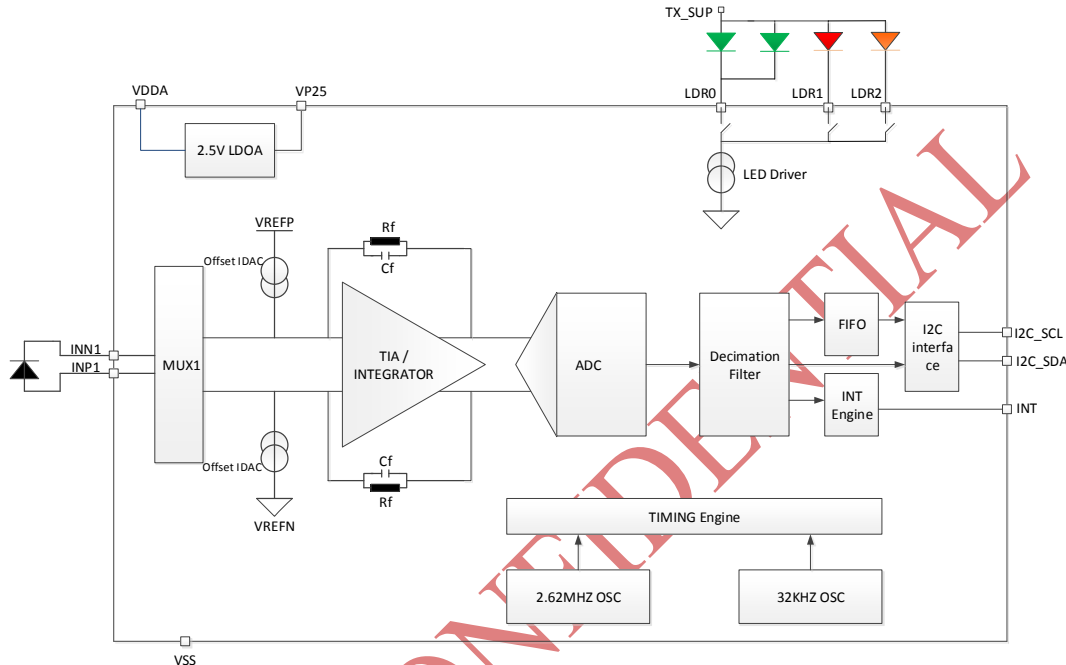 TX_SUP
LDR0
LDR1
LDR2
LED Driver
VDDA
VP25
2.5V LDOA
VREFP
Offset IDAC
Rf
Cf
INN1
INP1
MUX1
TIA /
INTEGRATOR
ADC
Decimation
Filter
FIFO
I2C
interfa
ce
I2C_SCL
I2C_SDA
INT
Engine
INT
Offset IDAC
VREFN
Cf
Rf
TIMING Engine
2.62MHZ OSC
32KHZ OSC
VSS
ONFIDENTIAL